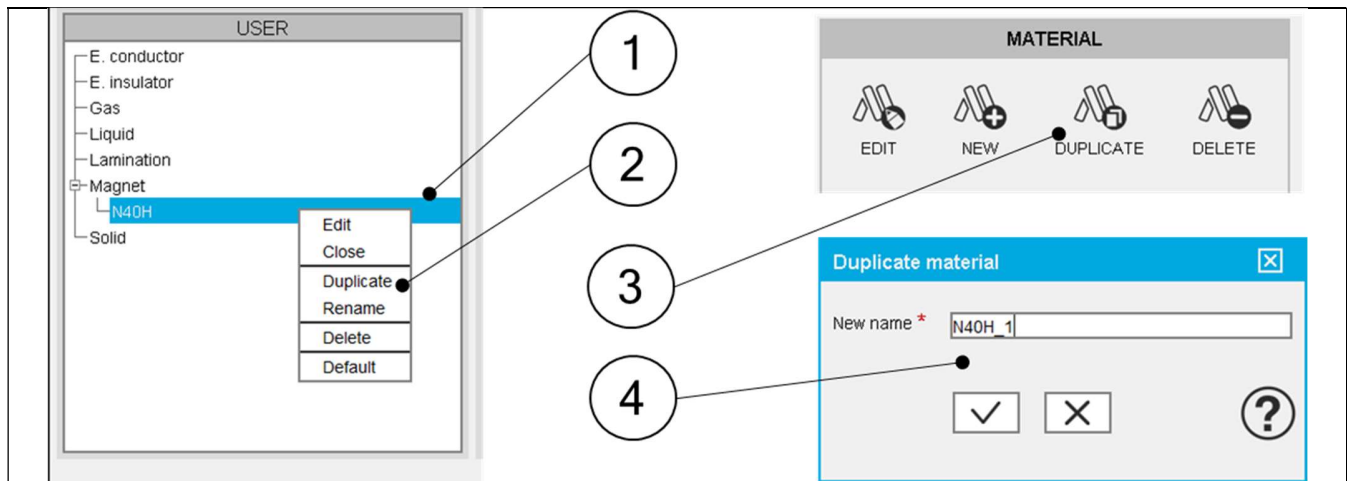 USER
E. conductor
E. insulator
Gas
Liquid
Lamination
Magnet
N40H
Solid
Edit
Close
Duplicate
Rename
Delete
Default
1
2
3
4
MATERIAL
EDIT NEW DUPLICATE DELETE
Duplicate material
New name * N40H_1
?